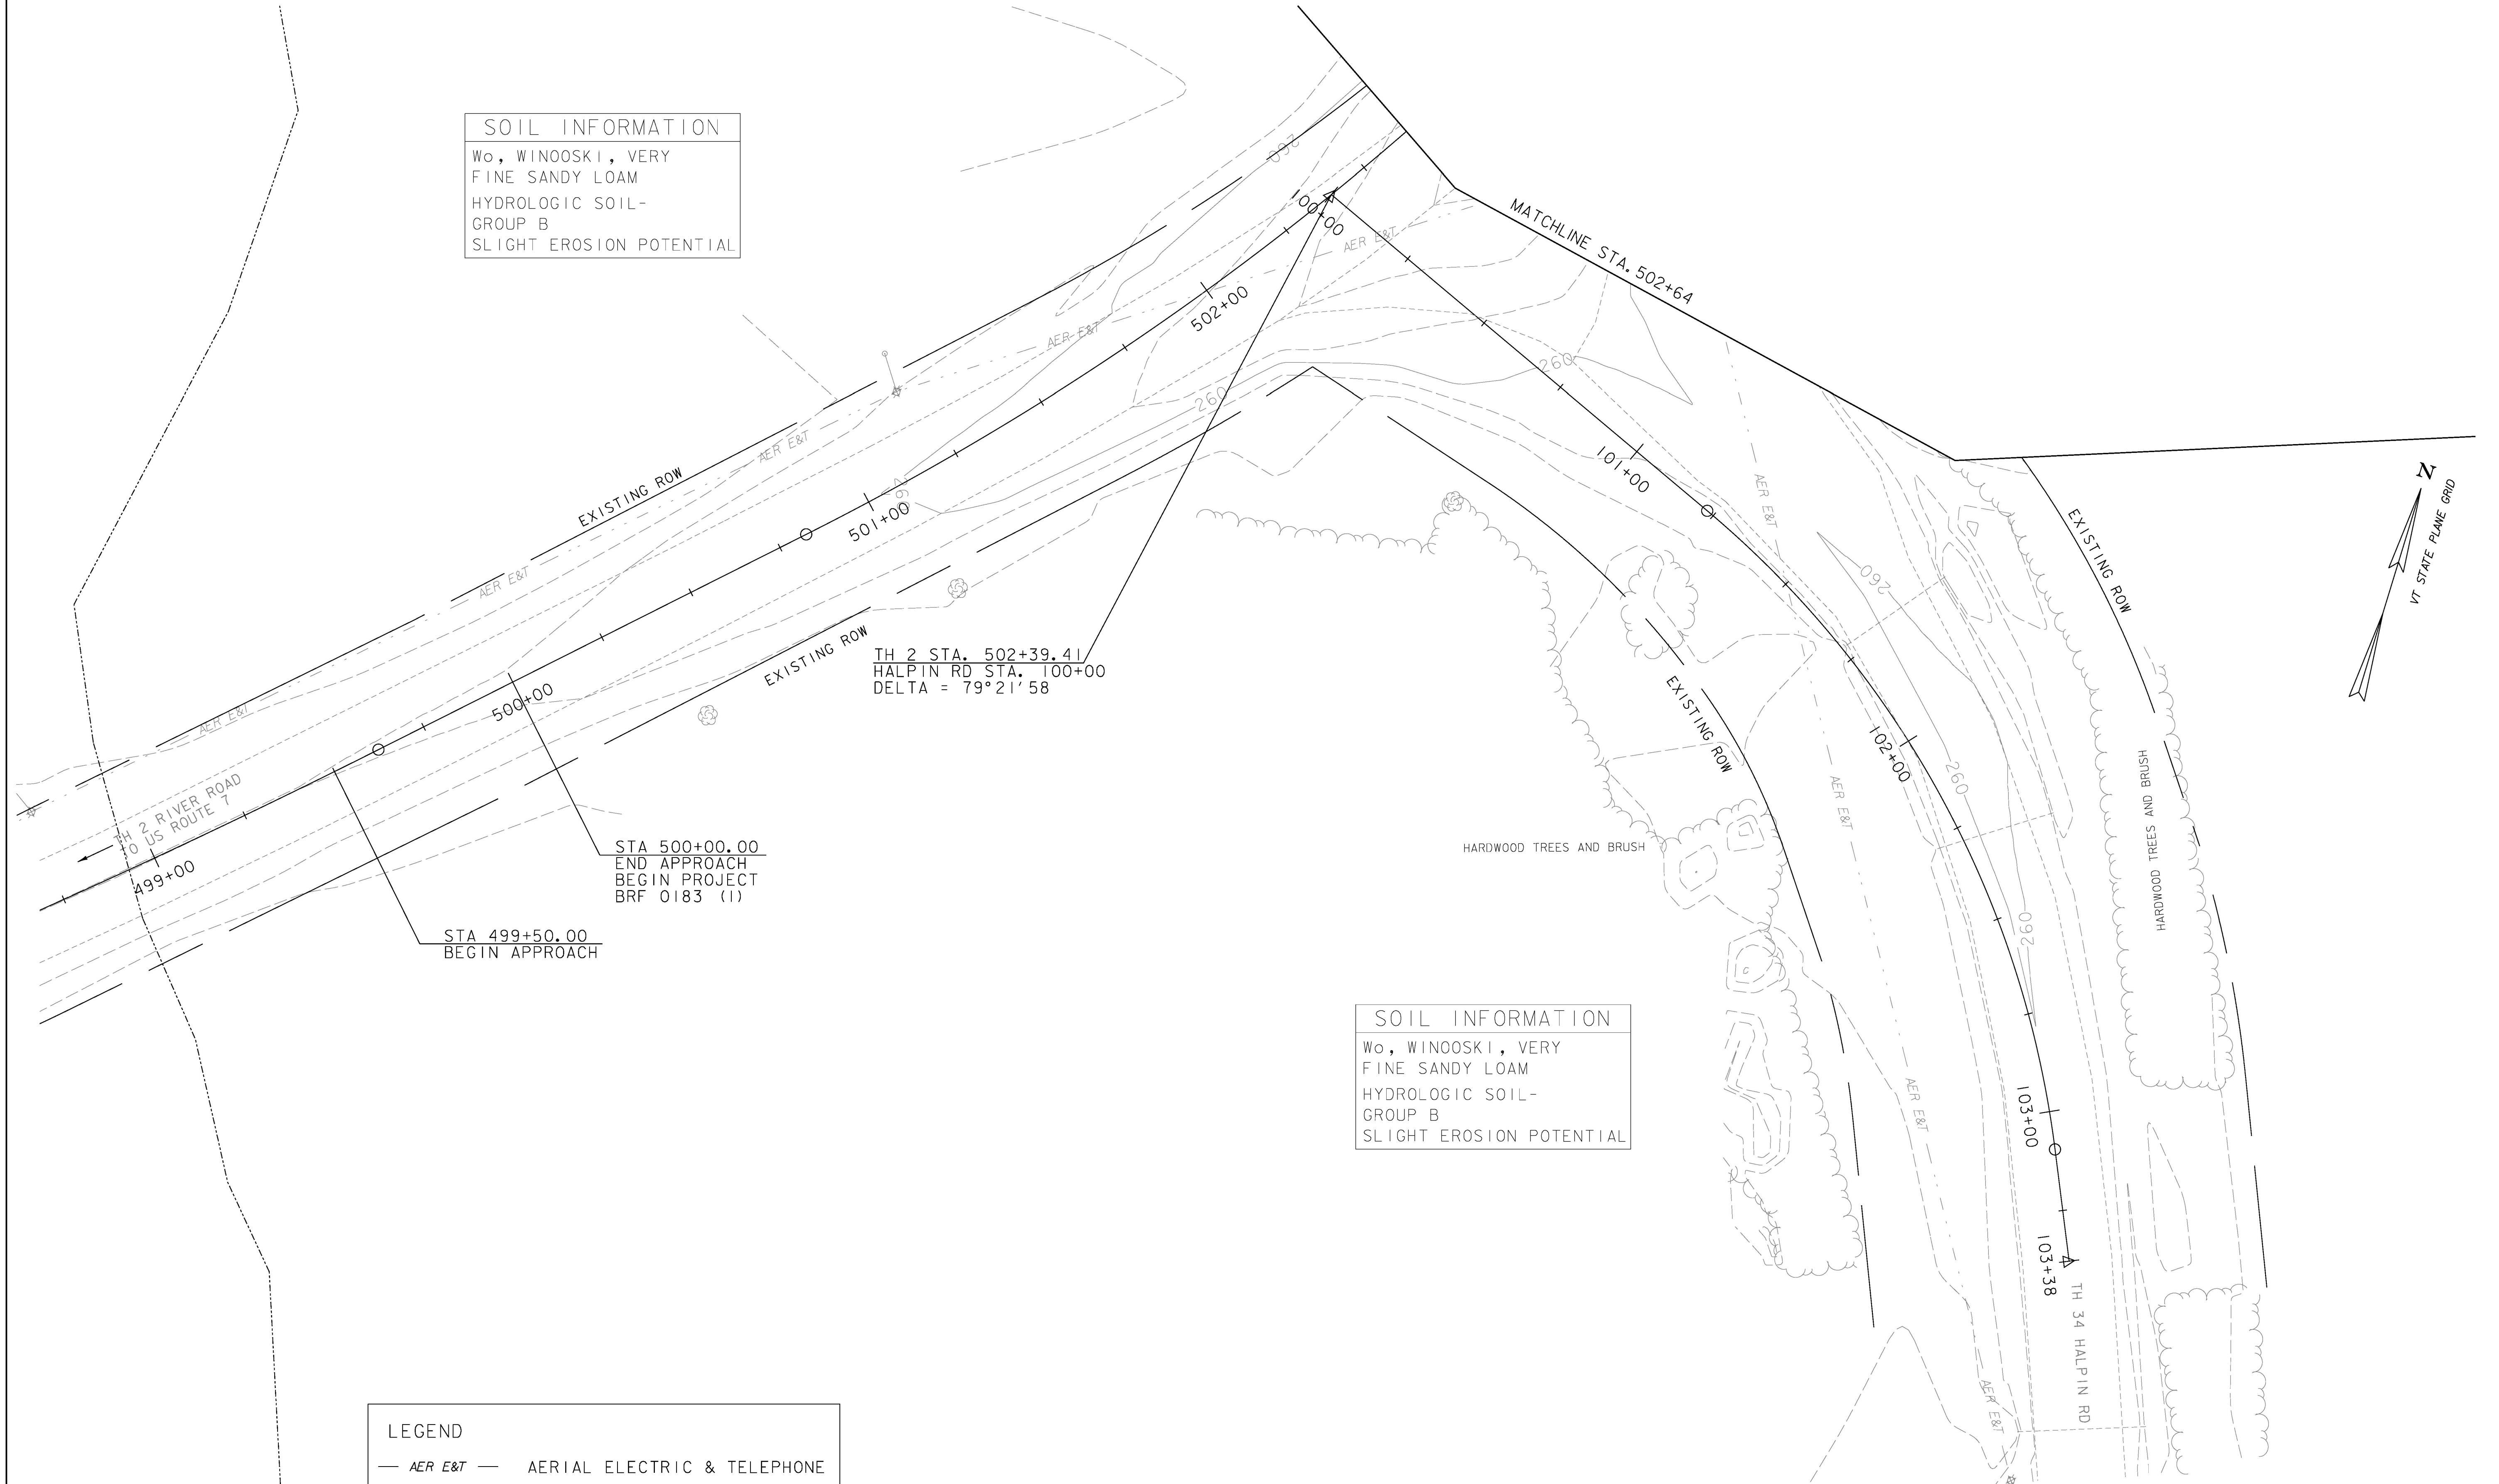 SOIL INFORMATION
Wo, WINOOSKI, VERY
FINE SANDY LOAM
HYDROLOGIC SOIL-
GROUP B
SLIGHT EROSION POTENTIAL
260
100+00
AER E&T
MATCHLINE STA. 502+64
502+00
AER E&T
260
260
AER E&T
EXISTING ROW
101+00
AER E&T
N
VT STATE PLANE GRID
260
501+00
EXISTING ROW
AER E&T
260
EXISTING ROW
TH 2 STA. 502+39.41
HALPIN RD STA. 100+00
DELTA = 79°21'58
500+00
EXISTING ROW
AER E&T
102+00
260
AER E&T
HARDWOOD TREES AND BRUSH
TH 2 RIVER ROAD
TO US ROUTE 7
499+00
STA 500+00.00
END APPROACH
BEGIN PROJECT
BRF 0183 (1)
HARDWOOD TREES AND BRUSH
STA 499+50.00
BEGIN APPROACH
260
SOIL INFORMATION
Wo, WINOOSKI, VERY
FINE SANDY LOAM
HYDROLOGIC SOIL-
GROUP B
SLIGHT EROSION POTENTIAL
AER E&T
103+00
103+38
TH 34 HALPIN RD
AER E&T
LEGEND
AER E&T AERIAL ELECTRIC & TELEPHONE